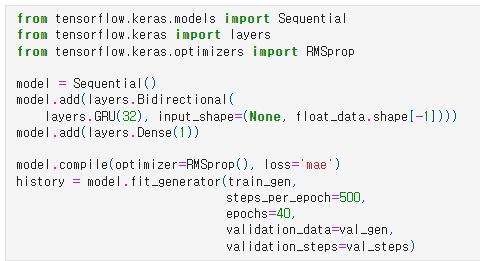 from tensorflow.keras.models import Sequential
from tensorflow.keras import layers
from tensorflow.keras.optimizers import RMSprop

model = Sequential()
model.add(layers.Bidirectional(
    layers.GRU(32), input_shape=(None, float_data.shape[-1])))
model.add(layers.Dense(1))

model.compile(optimizer=RMSprop(), loss='mae')
history = model.fit_generator(train_gen,
                              steps_per_epoch=500,
                              epochs=40,
                              validation_data=val_gen,
                              validation_steps=val_steps)